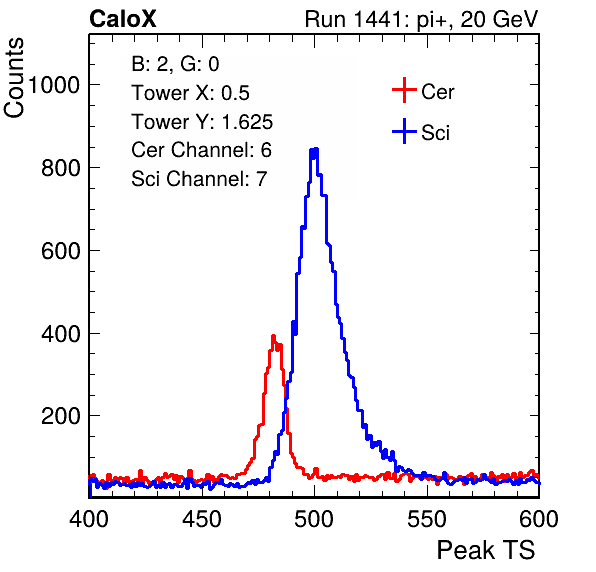 CaloX
Run 1441: pi+, 20 GeV
Counts
B: 2, G: 0
Tower X: 0.5
Tower Y: 1.625
Cer Channel: 6
Sci Channel: 7
Cer
Sci
1000
800
600
400
200
400 450 500 550 600
Peak TS